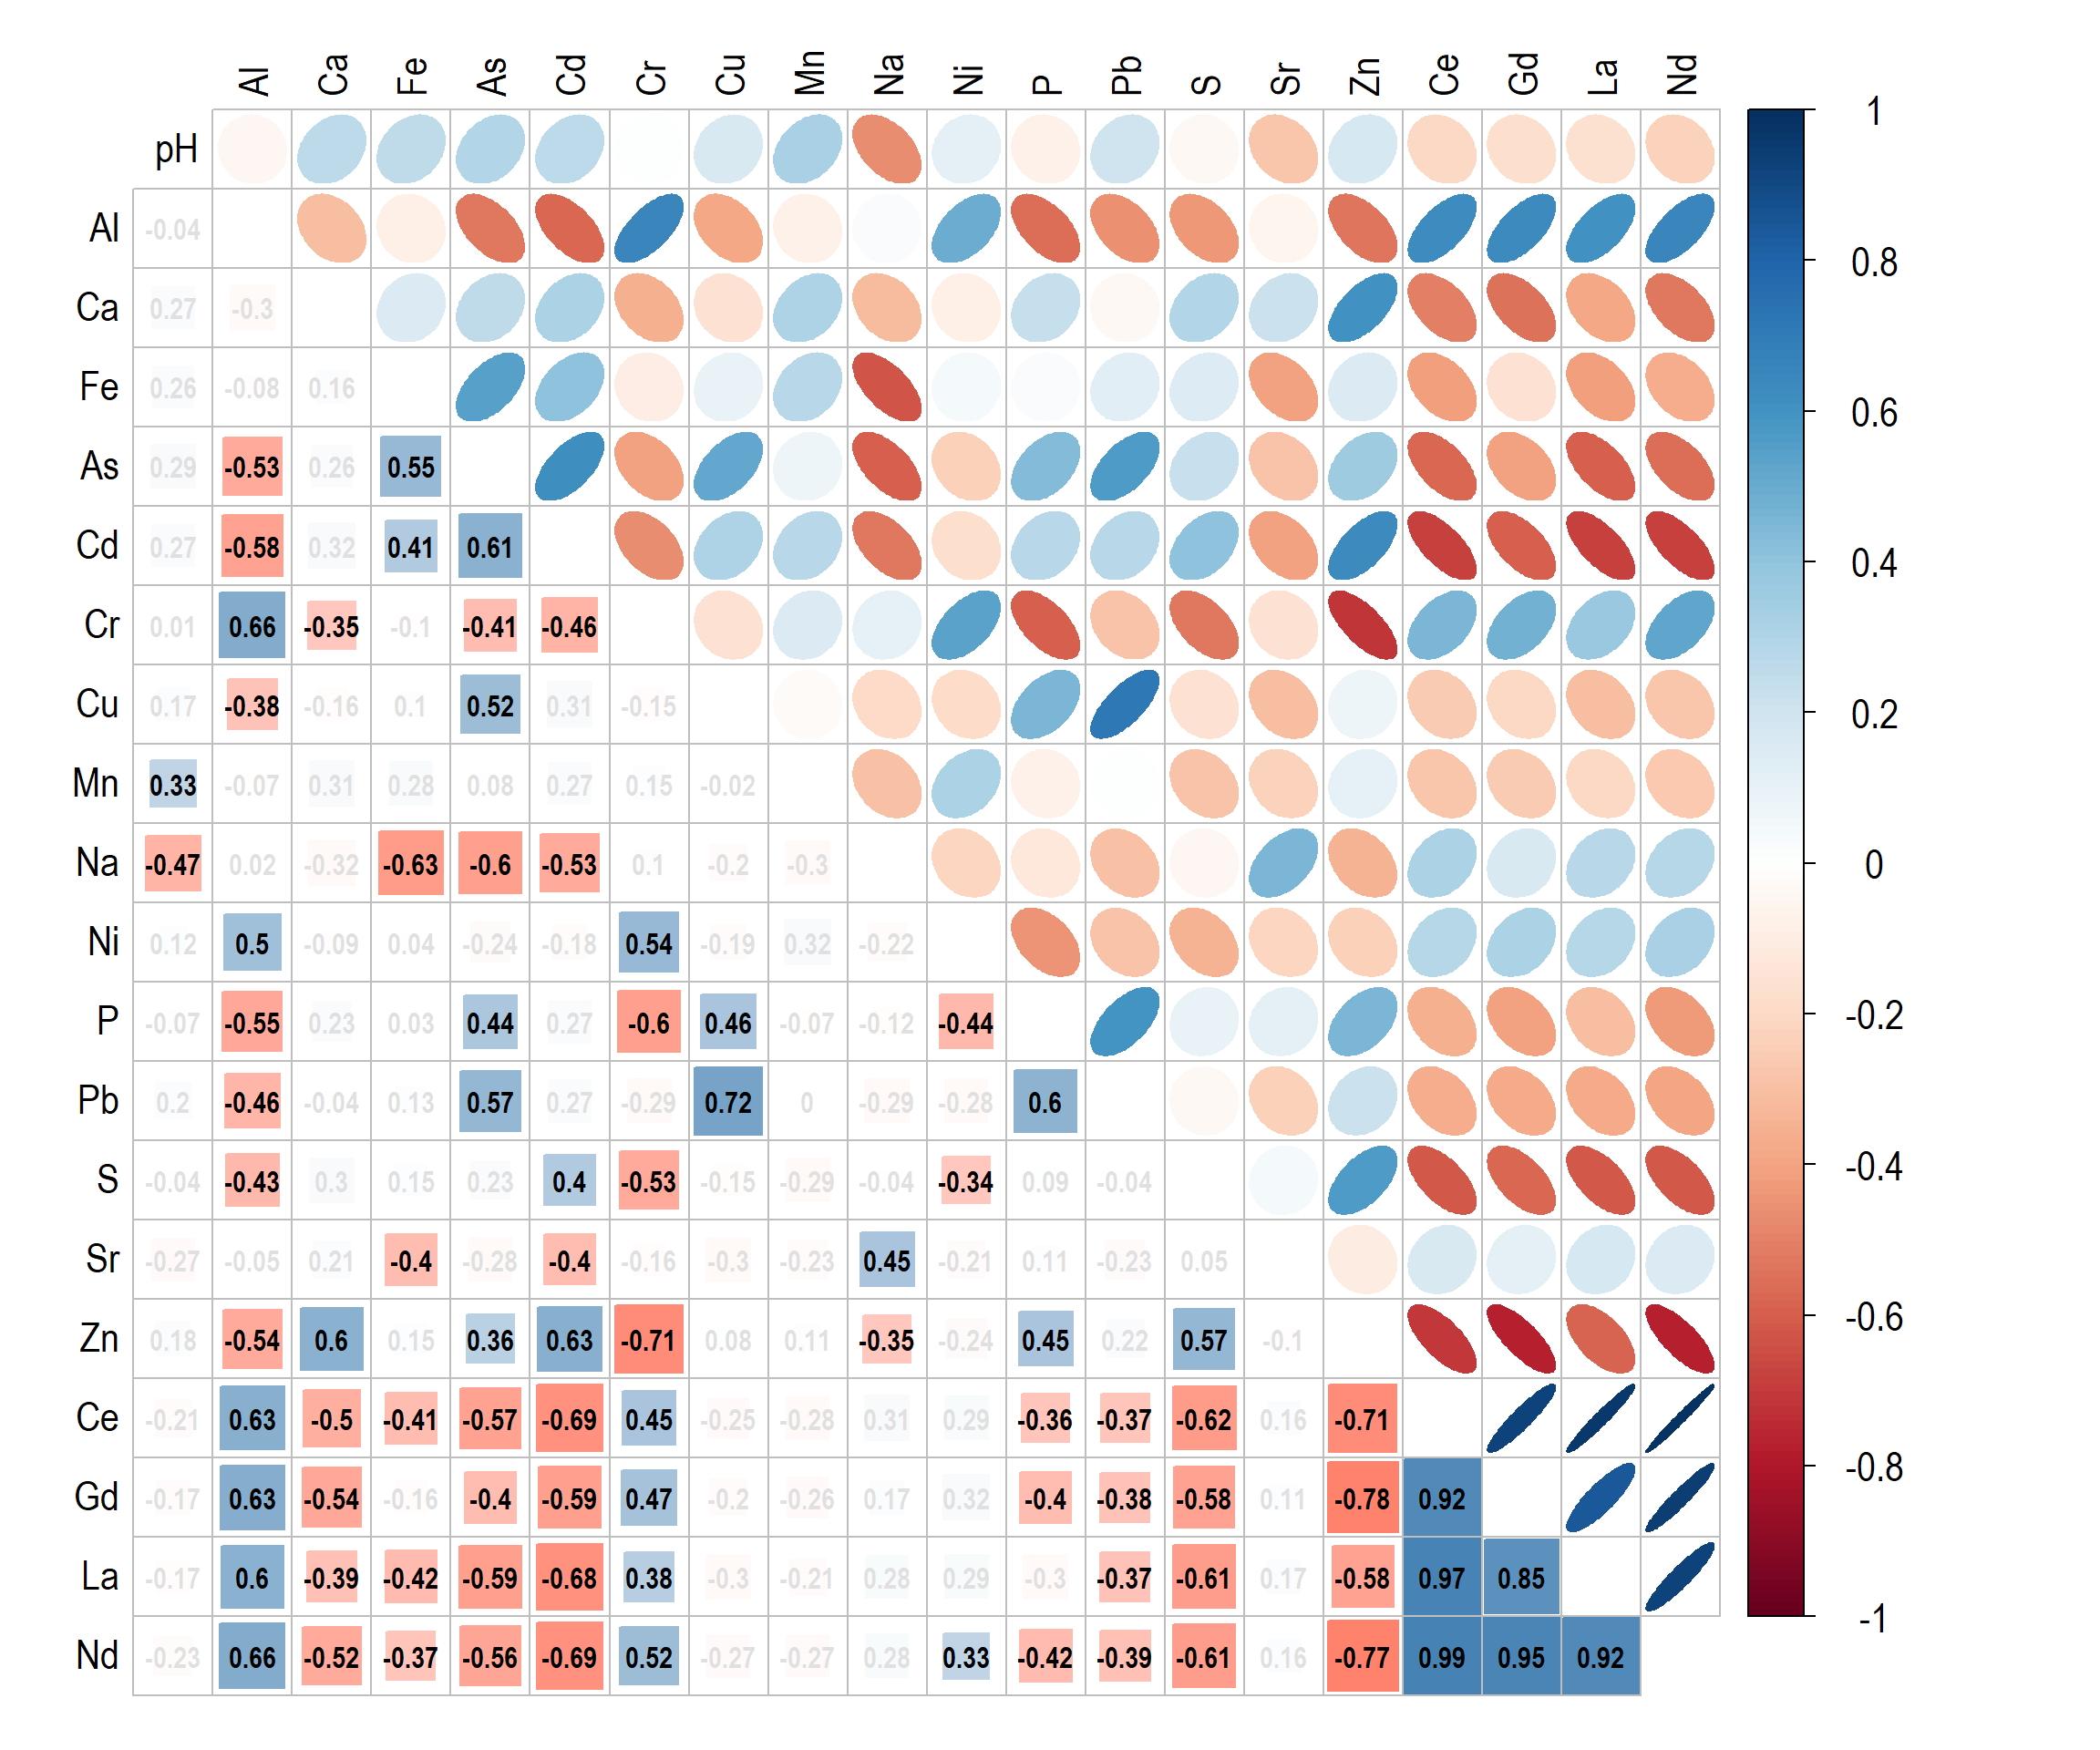 Al Ca Fe As Cd Cr Cu Mn Na Ni P Pb S Sr Zn Ce Gd La Nd
pH
Al -0.04
Ca 0.27 -0.3
Fe 0.26 -0.08 0.16
As 0.29 -0.53 0.26 0.55
Cd 0.27 -0.58 0.32 0.41 0.61
Cr 0.01 0.66 -0.35 -0.1 -0.41 -0.46
Cu 0.17 -0.38 -0.16 0.1 0.52 0.31 -0.15
Mn 0.33 -0.07 0.31 0.28 0.08 0.27 0.15 -0.02
Na -0.47 0.02 -0.32 -0.63 -0.6 -0.53 0.1 -0.2 -0.3
Ni 0.12 0.5 -0.09 0.04 -0.24 -0.18 0.54 -0.19 0.32 -0.22
P -0.07 -0.55 0.23 0.03 0.44 0.27 -0.6 0.46 -0.07 -0.12 -0.44
Pb 0.2 -0.46 -0.04 0.13 0.57 0.27 -0.29 0.72 0 -0.29 -0.28 0.6
S -0.04 -0.43 0.3 0.15 0.23 0.4 -0.53 -0.15 -0.29 -0.04 -0.34 0.09 -0.04
Sr -0.27 -0.05 0.21 -0.4 -0.28 -0.4 -0.16 -0.3 -0.23 0.45 -0.21 0.11 -0.23 0.05
Zn 0.18 -0.54 0.6 0.15 0.36 0.63 -0.71 0.08 0.11 -0.35 -0.24 0.45 0.22 0.57 -0.1
Ce -0.21 0.63 -0.5 -0.41 -0.57 -0.69 0.45 -0.25 -0.28 0.31 0.29 -0.36 -0.37 -0.62 0.16 -0.71
Gd -0.17 0.63 -0.54 -0.16 -0.4 -0.59 0.47 -0.2 -0.26 0.17 0.32 -0.4 -0.38 -0.58 0.11 -0.78 0.92
La -0.17 0.6 -0.39 -0.42 -0.59 -0.68 0.38 -0.3 -0.21 0.28 0.29 -0.3 -0.37 -0.61 0.17 -0.58 0.97 0.85
Nd -0.23 0.66 -0.52 -0.37 -0.56 -0.69 0.52 -0.27 -0.27 0.28 0.33 -0.42 -0.39 -0.61 0.16 -0.77 0.99 0.95 0.92
1
0.8
0.6
0.4
0.2
0
-0.2
-0.4
-0.6
-0.8
-1